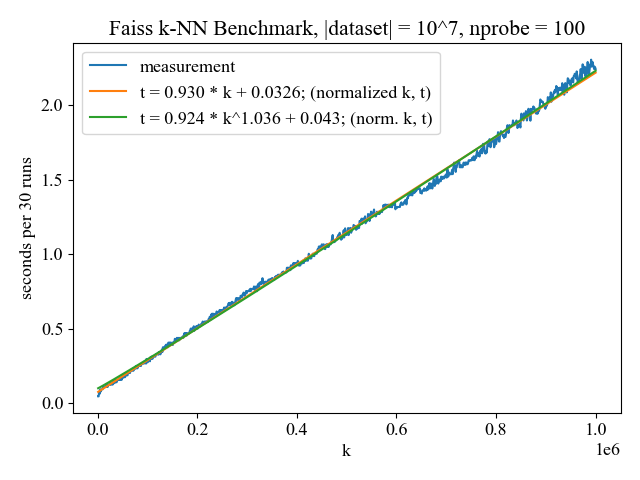 Faiss k-NN Benchmark, |dataset| = 10^7, nprobe = 100
measurement
t = 0.930 * k + 0.0326; (normalized k, t)
t = 0.924 * k^1.036 + 0.043; (norm. k, t)
seconds per 30 runs
2.0
1.5
1.0
0.5
0.0
0.0 0.2 0.4 0.6 0.8 1.0
1e6
k